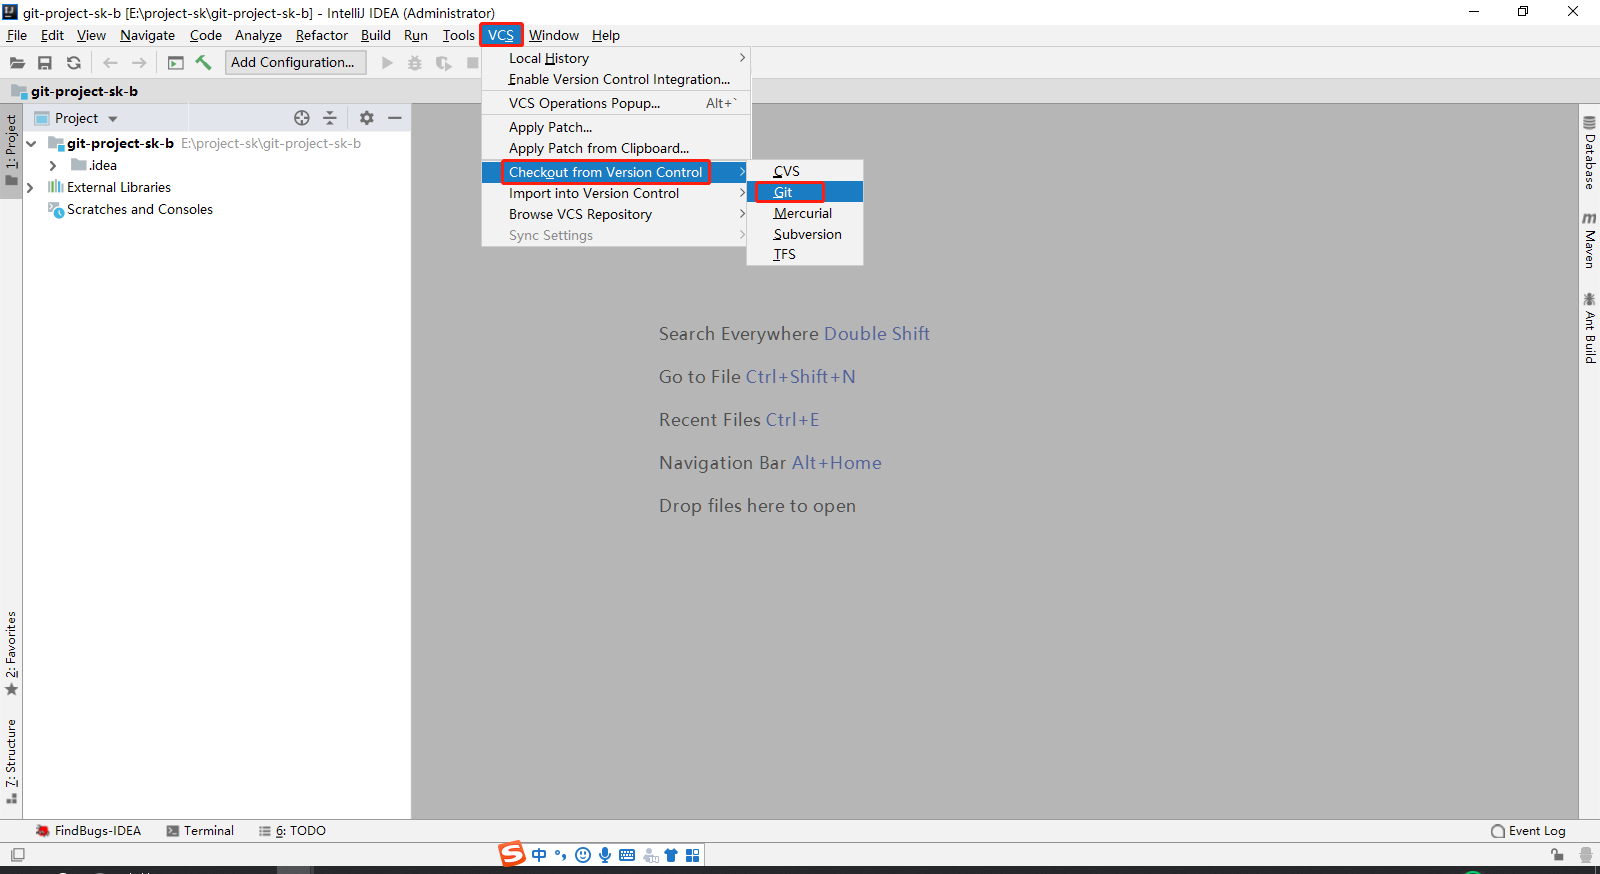 git-project-sk-b [E:\project-sk\git-project-sk-b] - IntelliJ IDEA (Administrator)
File Edit View Navigate Code Analyze Refactor Build Run Tools VCS Window Help
Add Configuration...
git-project-sk-b
Project
git-project-sk-b E:\project-sk\git-project-sk-b
.idea
External Libraries
Scratches and Consoles
1: Project
2: Favorites
7: Structure
Local History
Enable Version Control Integration...
VCS Operations Popup... Alt+`
Apply Patch...
Apply Patch from Clipboard...
Checkout from Version Control
Import into Version Control
Browse VCS Repository
Sync Settings
CVS
Git
Mercurial
Subversion
TFS
Search Everywhere Double Shift
Go to File Ctrl+Shift+N
Recent Files Ctrl+E
Navigation Bar Alt+Home
Drop files here to open
Database
m Maven
Ant Build
FindBugs-IDEA Terminal 6: TODO Event Log
S 中